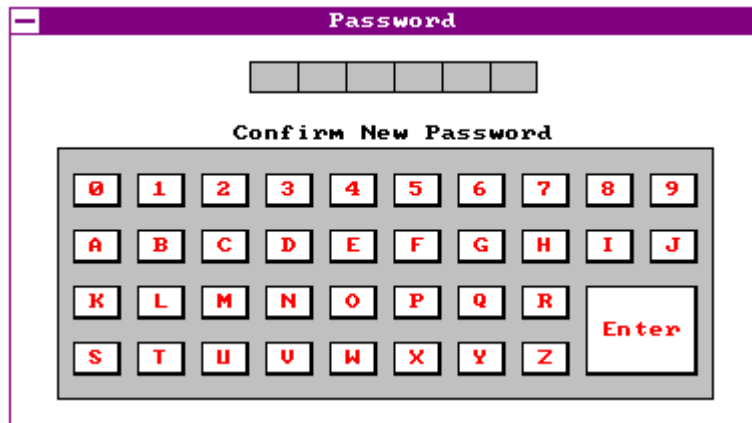 Password
Confirm New Password
0 1 2 3 4 5 6 7 8 9
A B C D E F G H I J
K L M N O P Q R
Enter
S T U V W X Y Z